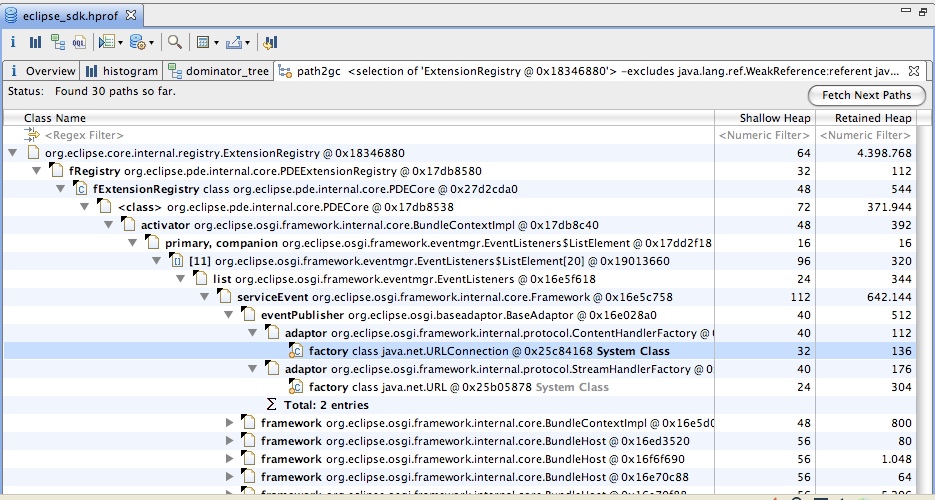 eclipse_sdk.hprof
i OQL
i Overview histogram dominator_tree path2gc <selection of 'ExtensionRegistry @ 0x18346880'> -excludes java.lang.ref.WeakReference:referent jav...
Status: Found 30 paths so far. Fetch Next Paths
Class Name Shallow Heap Retained Heap
<Regex Filter> <Numeric Filter> <Numeric Filter>
org.eclipse.core.internal.registry.ExtensionRegistry @ 0x18346880 64 4.398.768
fRegistry org.eclipse.pde.internal.core.PDEExtensionRegistry @ 0x17db8580 32 112
fExtensionRegistry class org.eclipse.pde.internal.core.PDECore @ 0x27d2cda0 48 544
<class> org.eclipse.pde.internal.core.PDECore @ 0x17db8538 72 371.944
activator org.eclipse.osgi.framework.internal.core.BundleContextImpl @ 0x17db8c40 48 392
primary, companion org.eclipse.osgi.framework.eventmgr.EventListeners$ListElement @ 0x17dd2f18 16 16
[11] org.eclipse.osgi.framework.eventmgr.EventListeners$ListElement[20] @ 0x19013660 96 320
list org.eclipse.osgi.framework.eventmgr.EventListeners @ 0x16e5f618 24 344
serviceEvent org.eclipse.osgi.framework.internal.core.Framework @ 0x16e5c758 112 642.144
eventPublisher org.eclipse.osgi.baseadaptor.BaseAdaptor @ 0x16e028a0 40 512
adaptor org.eclipse.osgi.framework.internal.protocol.ContentHandlerFactory @ 40 112
factory class java.net.URLConnection @ 0x25c84168 System Class 32 136
adaptor org.eclipse.osgi.framework.internal.protocol.StreamHandlerFactory @ 40 176
factory class java.net.URL @ 0x25b05878 System Class 24 304
Σ Total: 2 entries
framework org.eclipse.osgi.framework.internal.core.BundleContextImpl @ 0x16e5d 48 800
framework org.eclipse.osgi.framework.internal.core.BundleHost @ 0x16ed3520 56 80
framework org.eclipse.osgi.framework.internal.core.BundleHost @ 0x16f6f690 56 1.048
framework org.eclipse.osgi.framework.internal.core.BundleHost @ 0x16e70c88 56 64
framework org.eclipse.osgi.framework.internal.core.BundleHost